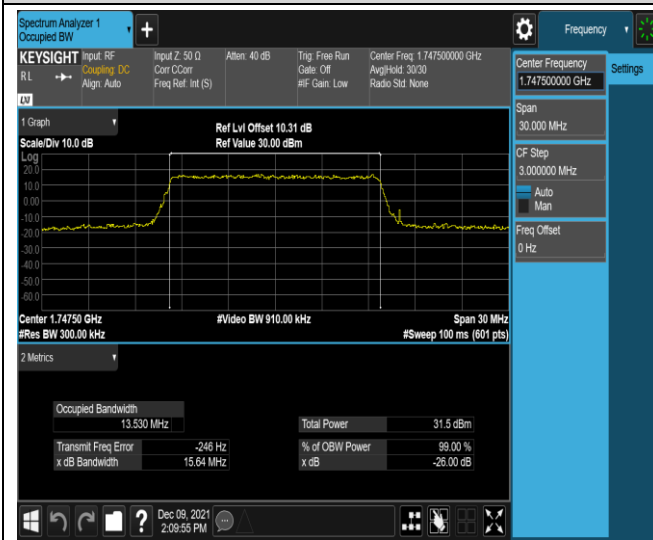 Spectrum Analyzer 1
Occupied BW
Frequency
KEYSIGHT
RL
LXI
Input: RF
Coupling: DC
Align: Auto
Input Z: 50 Ω
Corr CCorr
Freq Ref: Int (S)
Atten: 40 dB
Trig: Free Run
Gate: Off
#IF Gain: Low
Center Freq: 1.747500000 GHz
Avg|Hold: 30/30
Radio Std: None
Center Frequency
1.747500000 GHz
Settings
Span
30.000 MHz
CF Step
3.000000 MHz
Auto
Man
Freq Offset
0 Hz
1 Graph
Scale/Div 10.0 dB
Ref Lvl Offset 10.31 dB
Ref Value 30.00 dBm
Log
20.0
10.0
0.00
-10.0
-20.0
-30.0
-40.0
-50.0
-60.0
Center 1.74750 GHz
#Video BW 910.00 kHz
Span 30 MHz
#Res BW 300.00 kHz
#Sweep 100 ms (601 pts)
2 Metrics
Occupied Bandwidth
13.530 MHz
Total Power 31.5 dBm
Transmit Freq Error -246 Hz
% of OBW Power 99.00 %
x dB Bandwidth 15.64 MHz
x dB -26.00 dB
?
Dec 09, 2021
2:09:55 PM